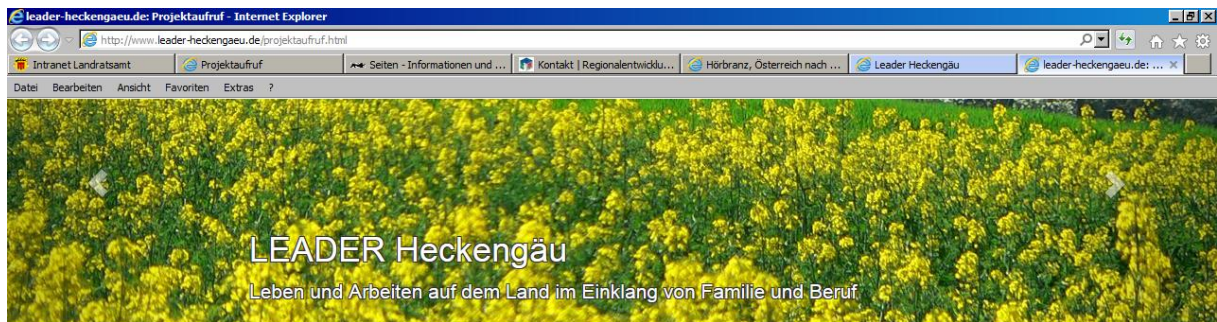 leader-heckengaeu.de: Projektaufruf - Internet Explorer
http://www.leader-heckengaeu.de/projektaufruf.html
Intranet Landratsamt Projektaufruf Seiten - Informationen und ... Kontakt | Regionalentwicklu... Hörbranz, Österreich nach ... Leader Heckengäu leader-heckengaeu.de: ...
Datei Bearbeiten Ansicht Favoriten Extras ?
LEADER Heckengäu
Leben und Arbeiten auf dem Land im Einklang von Familie und Beruf